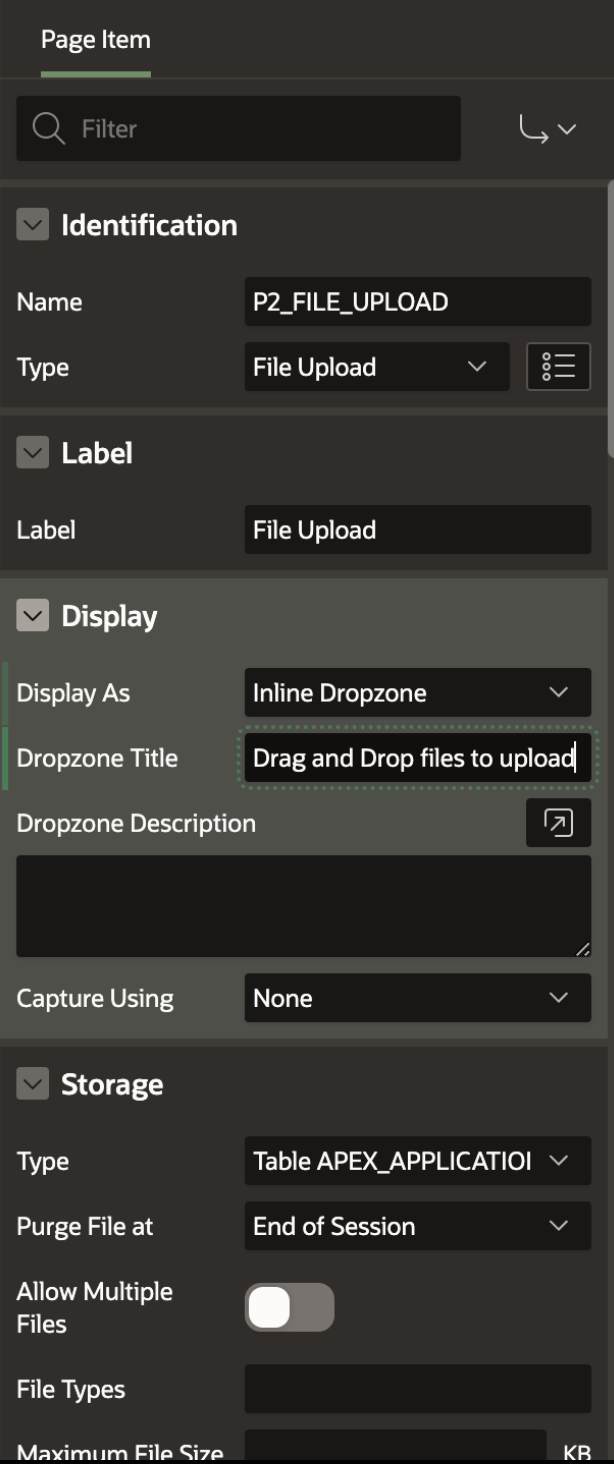 Page Item
Filter
Identification
Name P2_FILE_UPLOAD
Type File Upload
Label
Label File Upload
Display
Display As Inline Dropzone
Dropzone Title Drag and Drop files to upload
Dropzone Description
Capture Using None
Storage
Type Table APEX_APPLICATIOI
Purge File at End of Session
Allow Multiple
Files
File Types
Maximum File Size KB